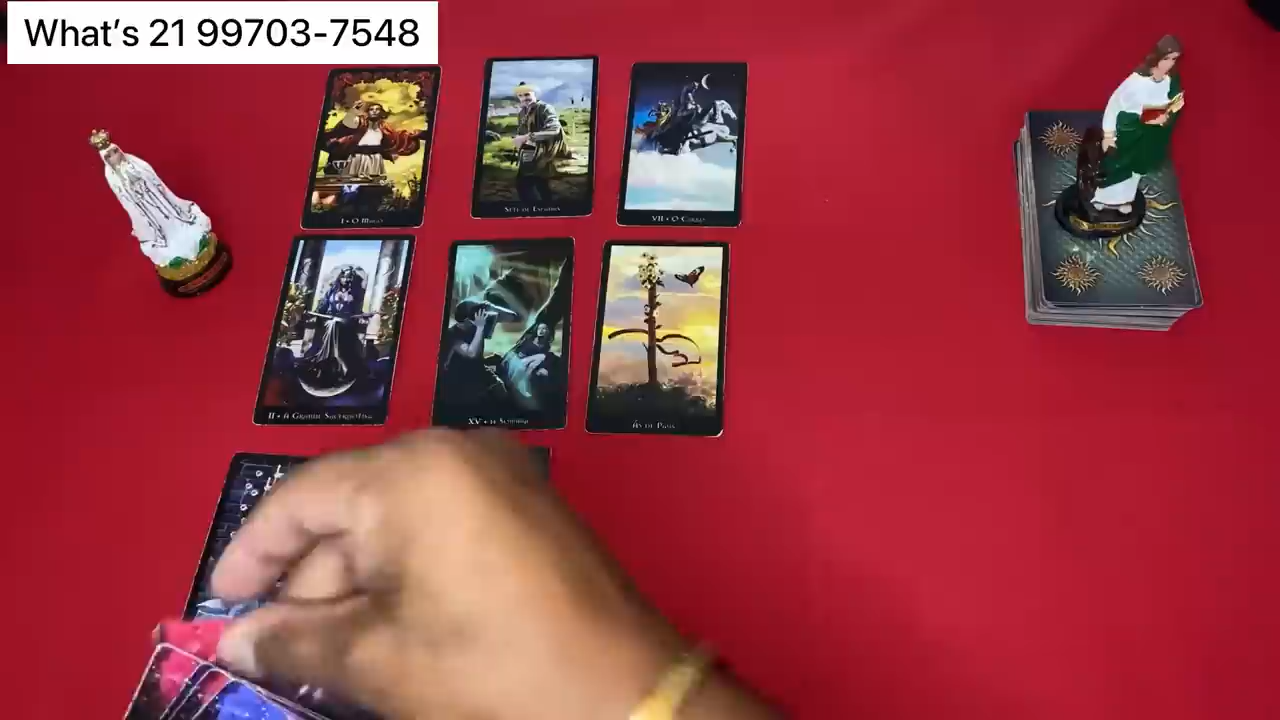 What's 21 99703-7548
I • O Mago
Sete de Espadas
VII • O Carro
II • A Grande Sacerdotisa
XV •
Ás de Paus